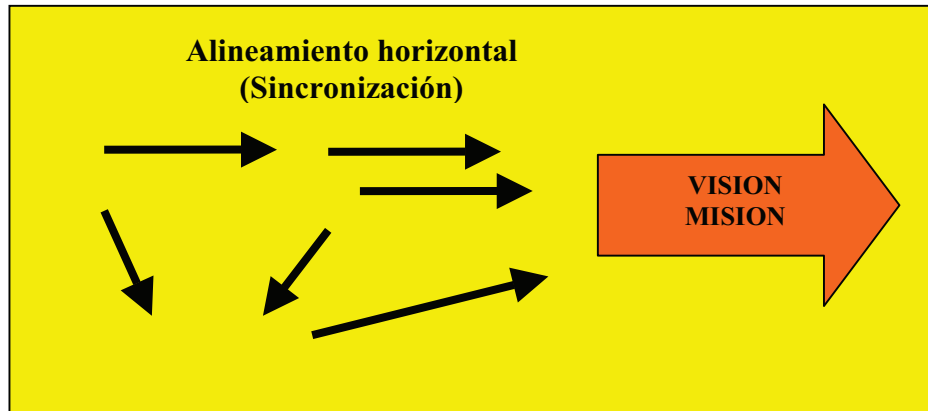 Alineamiento horizontal
(Sincronización)
VISION
MISION